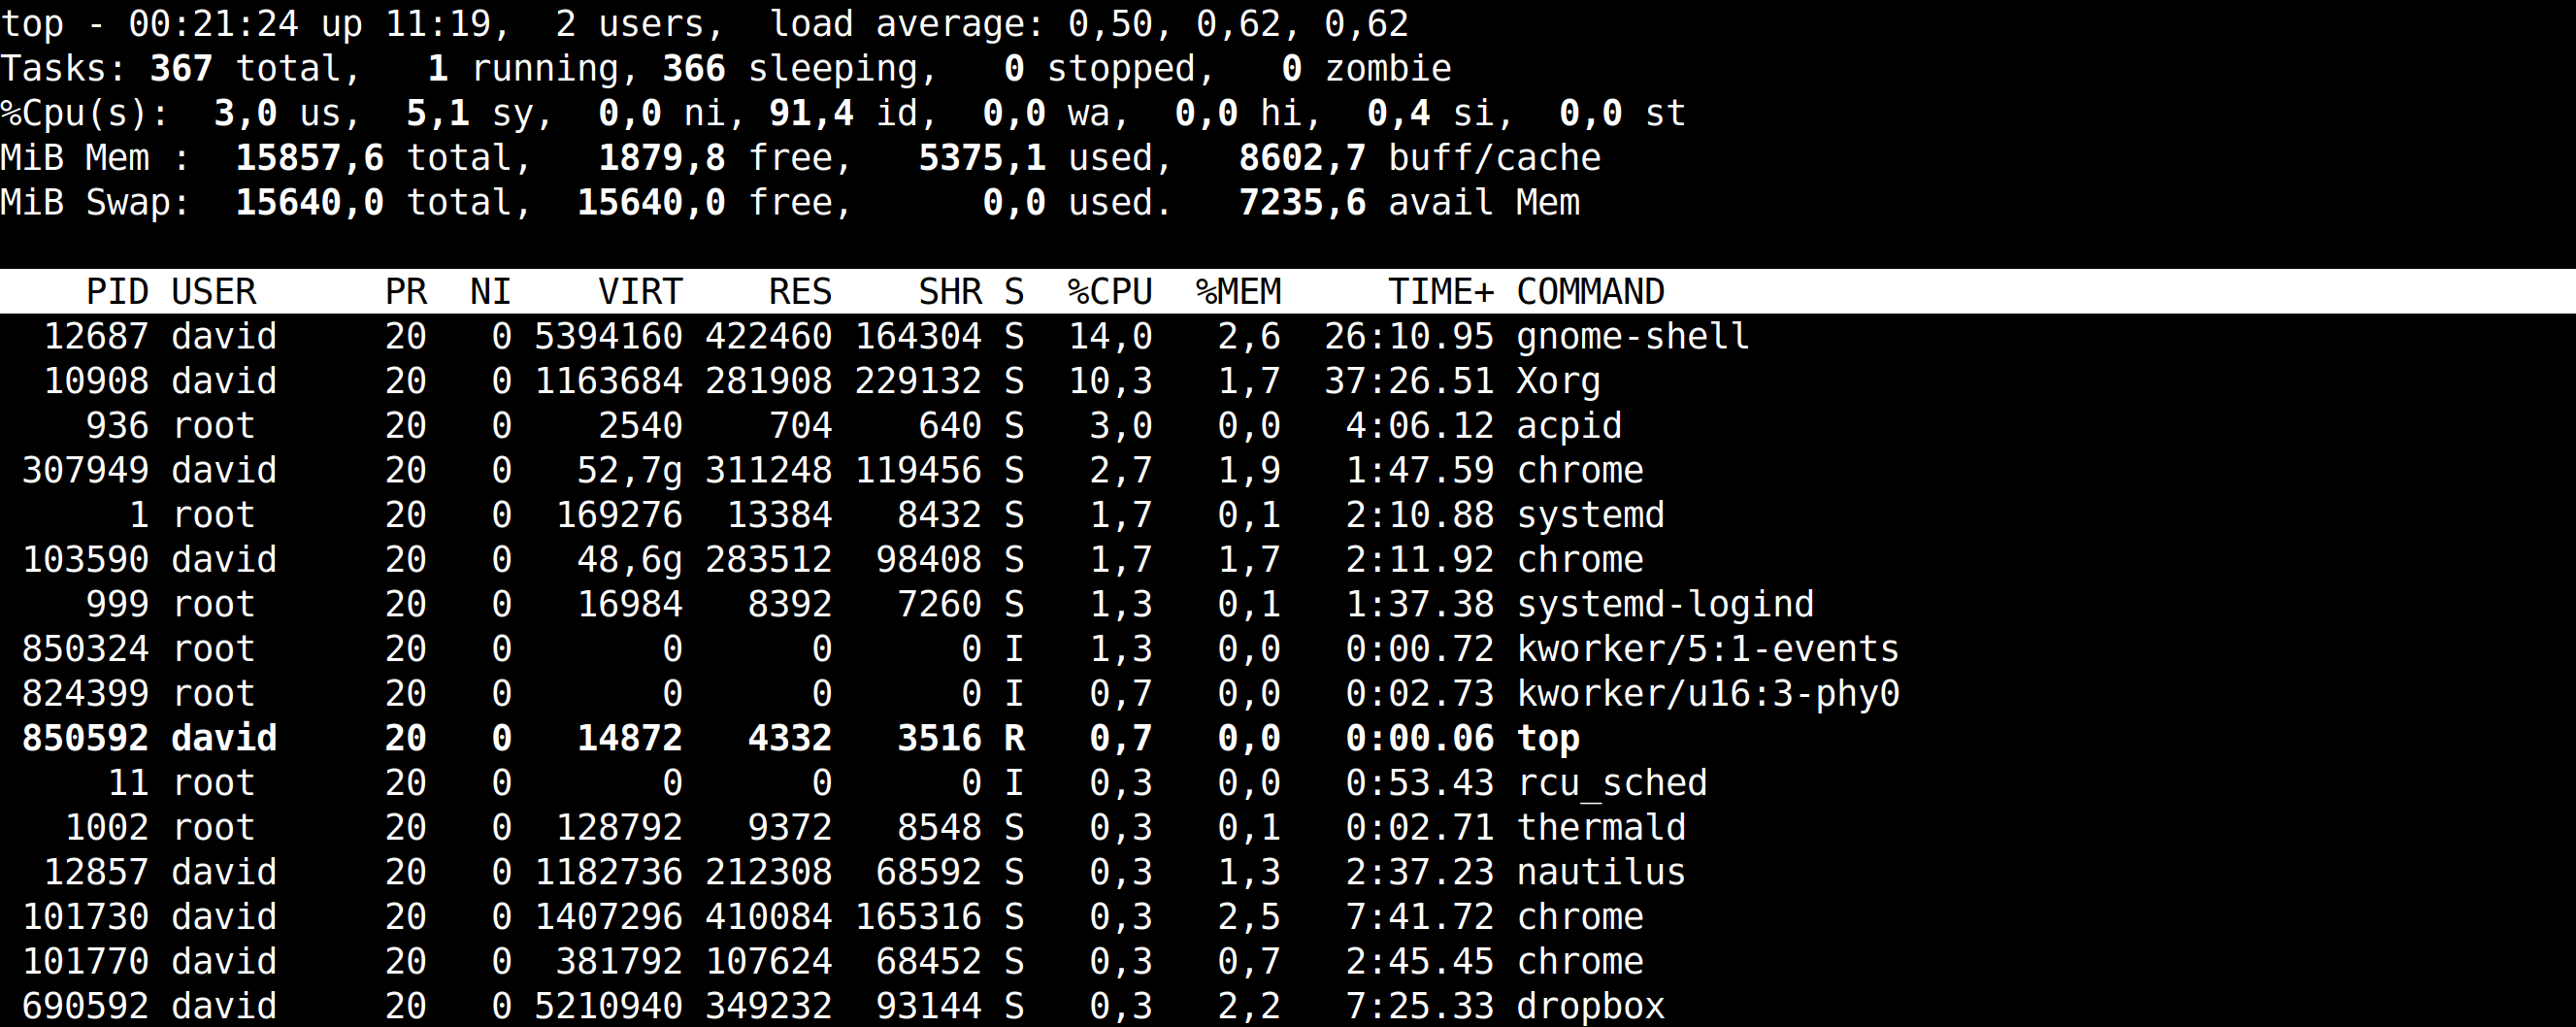 top - 00:21:24 up 11:19,  2 users,  load average: 0,50, 0,62, 0,62
Tasks: 367 total,   1 running, 366 sleeping,   0 stopped,   0 zombie
%Cpu(s):  3,0 us,  5,1 sy,  0,0 ni, 91,4 id,  0,0 wa,  0,0 hi,  0,4 si,  0,0 st
MiB Mem :  15857,6 total,   1879,8 free,   5375,1 used,   8602,7 buff/cache
MiB Swap:  15640,0 total,  15640,0 free,      0,0 used.   7235,6 avail Mem
    PID USER      PR  NI    VIRT    RES    SHR S  %CPU  %MEM     TIME+ COMMAND
  12687 david     20   0 5394160 422460 164304 S  14,0   2,6  26:10.95 gnome-shell
  10908 david     20   0 1163684 281908 229132 S  10,3   1,7  37:26.51 Xorg
    936 root      20   0    2540    704    640 S   3,0   0,0   4:06.12 acpid
 307949 david     20   0   52,7g 311248 119456 S   2,7   1,9   1:47.59 chrome
      1 root      20   0  169276  13384   8432 S   1,7   0,1   2:10.88 systemd
 103590 david     20   0   48,6g 283512  98408 S   1,7   1,7   2:11.92 chrome
    999 root      20   0   16984   8392   7260 S   1,3   0,1   1:37.38 systemd-logind
 850324 root      20   0       0      0      0 I   1,3   0,0   0:00.72 kworker/5:1-events
 824399 root      20   0       0      0      0 I   0,7   0,0   0:02.73 kworker/u16:3-phy0
 850592 david     20   0   14872   4332   3516 R   0,7   0,0   0:00.06 top
     11 root      20   0       0      0      0 I   0,3   0,0   0:53.43 rcu_sched
   1002 root      20   0  128792   9372   8548 S   0,3   0,1   0:02.71 thermald
  12857 david     20   0 1182736 212308  68592 S   0,3   1,3   2:37.23 nautilus
 101730 david     20   0 1407296 410084 165316 S   0,3   2,5   7:41.72 chrome
 101770 david     20   0  381792 107624  68452 S   0,3   0,7   2:45.45 chrome
 690592 david     20   0 5210940 349232  93144 S   0,3   2,2   7:25.33 dropbox